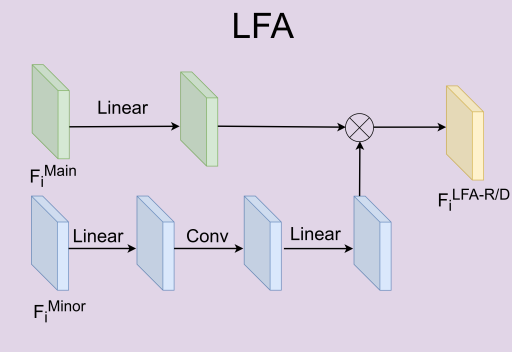 LFA
Linear
F_i^Main
F_i^LFA-R/D
Linear
Conv
Linear
F_i^Minor